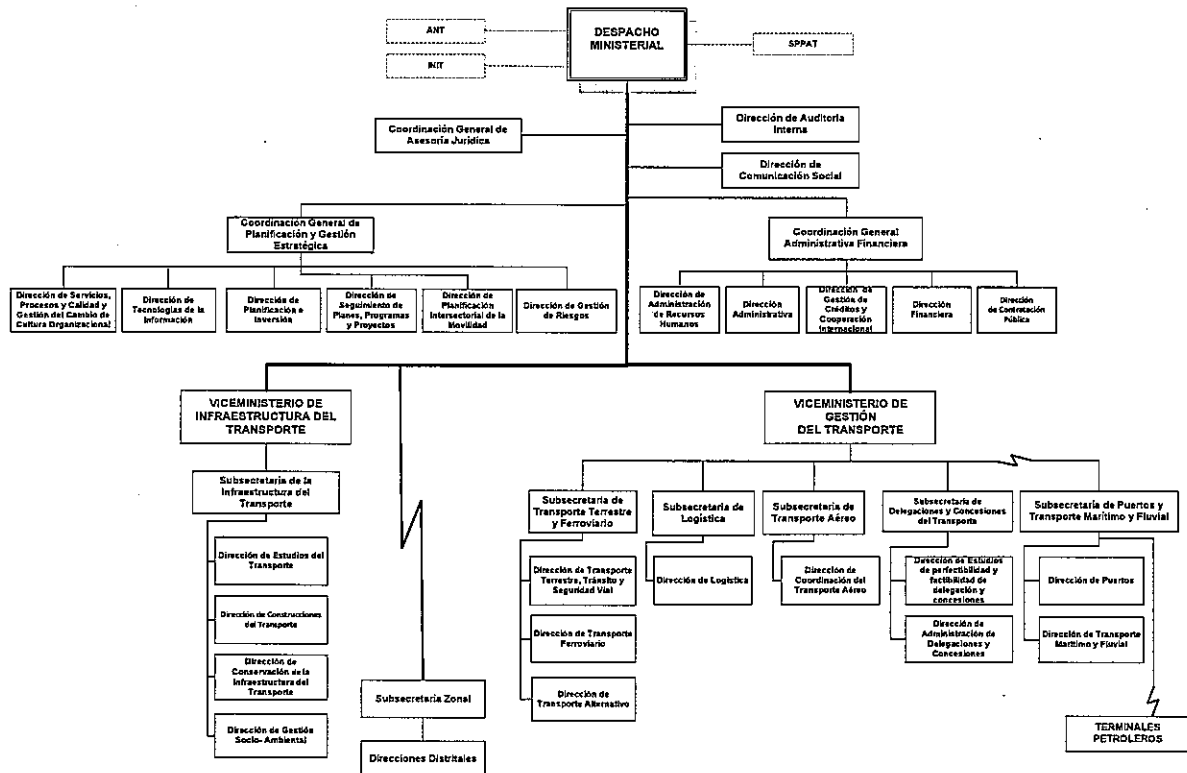 ANT
INIT
DESPACHO
MINISTERIAL
SPPAT
Coordinación General de
Asesoría Jurídica
Dirección de Auditoria
Interna
Dirección de
Comunicación Social
Coordinación General de
Planificación y Gestión
Estratégica
Coordinación General
Administrativa Financiera
Dirección de Servicios,
Procesos y Calidad y
Gestión del Cambio de
Cultura Organizacional
Dirección de
Tecnologías de la
Información
Dirección de
Planificación e
Inversión
Dirección de
Seguimiento de
Planes, Programas
y Proyectos
Dirección de
Planificación
Intersectorial de la
Movilidad
Dirección de Gestión
de Riesgos
Dirección de
Administración
de Recursos
Humanos
Dirección
Administrativa
Dirección de
Gestión de
Créditos y
Cooperación
Internacional
Dirección
Financiera
Dirección
de Contratación
Pública
VICEMINISTERIO DE
INFRAESTRUCTURA DEL
TRANSPORTE
VICEMINISTERIO DE
GESTIÓN
DEL TRANSPORTE
Subsecretaria de la
Infraestructura del
Transporte
Dirección de Estudios del
Transporte
Dirección de Construcciones
del Transporte
Dirección de
Conservación de la
Infraestructura del
Transporte
Dirección de Gestión
Socio- Ambiental
Subsecretaria Zonal
Direcciones Distritales
Subsecretaria de
Transporte Terrestre
y Ferroviario
Dirección de Transporte
Terrestre, Tránsito y
Seguridad Vial
Dirección de Transporte
Ferroviario
Dirección de
Transporte Alternativo
Subsecretaria de
Logística
Dirección de Logística
Subsecretaria de
Transporte Aéreo
Dirección de
Coordinación del
Transporte Aéreo
Subsecretaria de
Delegaciones y Concesiones
del Transporte
Dirección de Estudios
de perfectibilidad y
factibilidad de
delegación y
concesiones
Dirección de
Administración de
Delegaciones y
Concesiones
Subsecretaria de Puertos y
Transporte Marítimo y Fluvial
Dirección de Puertos
Dirección de Transporte
Marítimo y Fluvial
TERMINALES
PETROLEROS